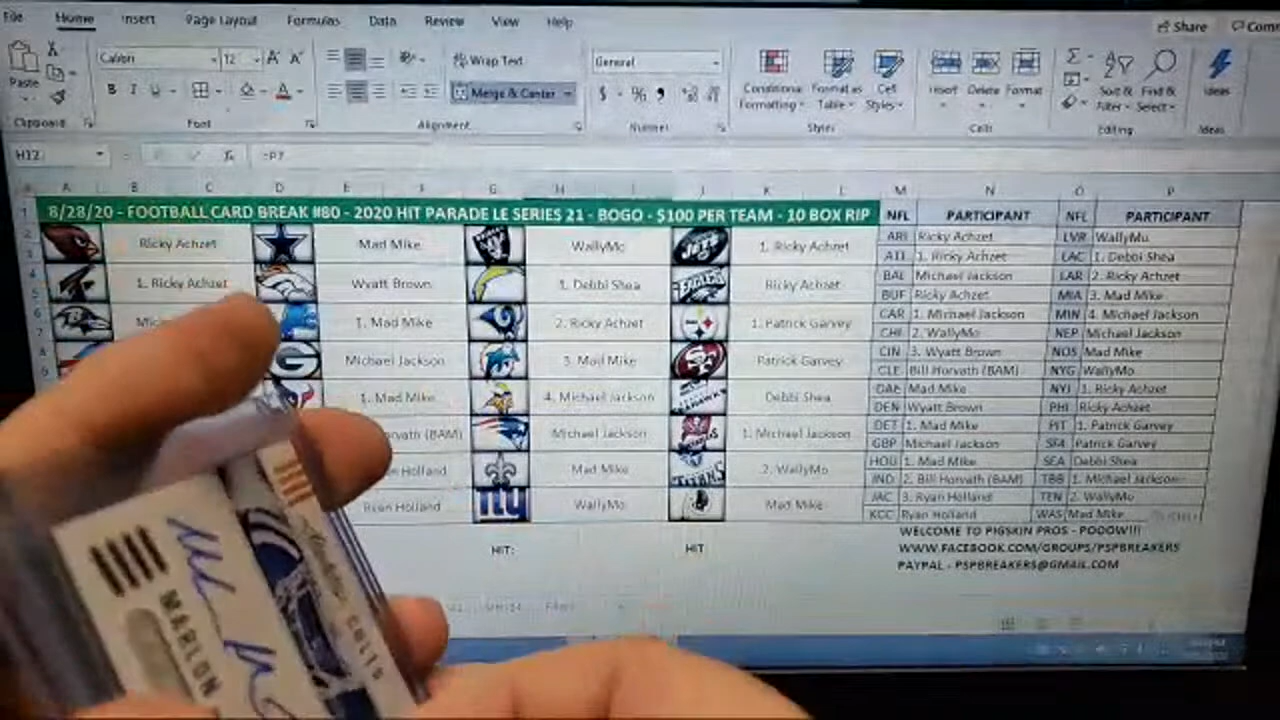 File Home Insert Page Layout Formulas Data Review View Help Share
Paste Calibri 12 Wrap Text General Conditional Formatting Format as Table Cell Styles Insert Delete Format Sort & Filter Find & Select Ideas
B I U Merge & Center $ %
Clipboard Font Alignment Number Styles Cells Editing Ideas
H12 fx =P7
A B C D E F G H I J K L M N O P
1 8/28/20 - FOOTBALL CARD BREAK #80 - 2020 HIT PARADE LE SERIES 21 - BOGO - $100 PER TEAM - 10 BOX RIP NFL PARTICIPANT NFL PARTICIPANT
Ricky Achzet Mad Mike WallyMo 1. Ricky Achzet
1. Ricky Achzet Wyatt Brown 1. Debbi Shea Ricky Achzet
1. Mad Mike 2. Ricky Achzet 1. Patrick Garvey
Michael Jackson 3. Mad Mike Patrick Garvey
1. Mad Mike 4. Michael Jackson Debbi Shea
orvath (BAM) Michael Jackson 1. Michael Jackson
n Holland Mad Mike 2. WallyMo
Ryan Holland WallyMo Mad Mike
ARI Ricky Achzet LVR WallyMo
ATL 1. Ricky Achzet LAC 1. Debbi Shea
BAL Michael Jackson LAR 2. Ricky Achzet
BUF Ricky Achzet MIA 3. Mad Mike
CAR 1. Michael Jackson MIN 4. Michael Jackson
CHI 2. WallyMo NEP Michael Jackson
CIN 3. Wyatt Brown NOS Mad Mike
CLE Bill Horvath (BAM) NYG WallyMo
DAL Mad Mike NYJ 1. Ricky Achzet
DEN Wyatt Brown PHI Ricky Achzet
DET 1. Mad Mike PIT 1. Patrick Garvey
GBP Michael Jackson SF4 Patrick Garvey
HOU 1. Mad Mike SEA Debbi Shea
IND 2. Bill Horvath (BAM) TBB 1. Michael Jackson
JAC 3. Ryan Holland TEN 2. WallyMo
KCC Ryan Holland WAS Mad Mike
HIT: HIT
WELCOME TO PIGSKIN PROS - PODOW!!!
WWW.FACEBOOK.COM/GROUPS/PSPBREAKERS
PAYPAL - PSPBREAKERS@GMAIL.COM
MARLON
COLTS